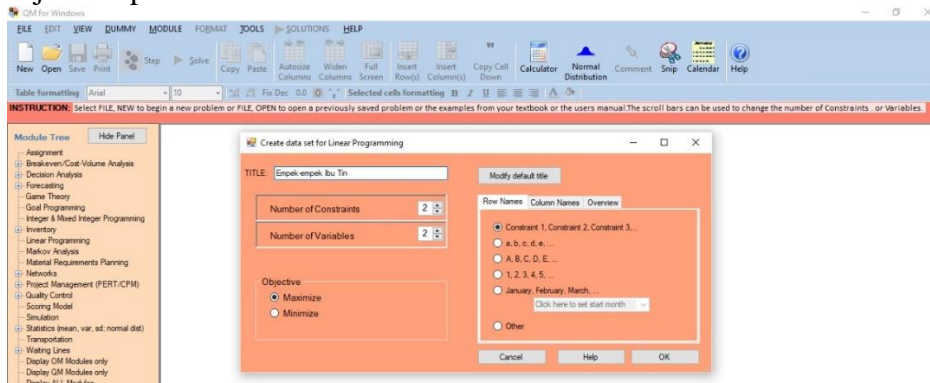 QM for Windows
FILE EDIT VIEW DUMMY MODULE FORMAT TOOLS SOLUTIONS HELP
New Open Save Print Step Solve Copy Paste Autosize Columns Widen Columns Full Screen Insert Row(s) Insert Column(s) Copy Cell Down Calculator Normal Distribution Comment Snip Calendar Help
Table formatting Arial 10 Fix Dec 0.0 Selected cells formatting B I U
INSTRUCTION: Select FILE, NEW to begin a new problem or FILE, OPEN to open a previously saved problem or the examples from your textbook or the users manual.The scroll bars can be used to change the number of Constraints . or Variables.
Module Tree Hide Panel
Assignment
Breakeven/Cost-Volume Analysis
Decision Analysis
Forecasting
Game Theory
Goal Programming
Integer & Mixed Integer Programming
Inventory
Linear Programming
Markov Analysis
Material Requirements Planning
Networks
Project Management (PERT/CPM)
Quality Control
Scoring Model
Simulation
Statistics (mean, var, sd; normal dist)
Transportation
Waiting Lines
Display OM Modules only
Display QM Modules only
Display ALL Modules
Create data set for Linear Programming
TITLE: Empek-empek Ibu Tin
Modify default title
Number of Constraints 2
Number of Variables 2
Objective
Maximize
Minimize
Row Names Column Names Overview
Constraint 1, Constraint 2, Constraint 3,...
a, b, c, d, e, ...
A, B, C, D, E, ...
1, 2, 3, 4, 5, ...
January, February, March, ...
Click here to set start month
Other
Cancel Help OK